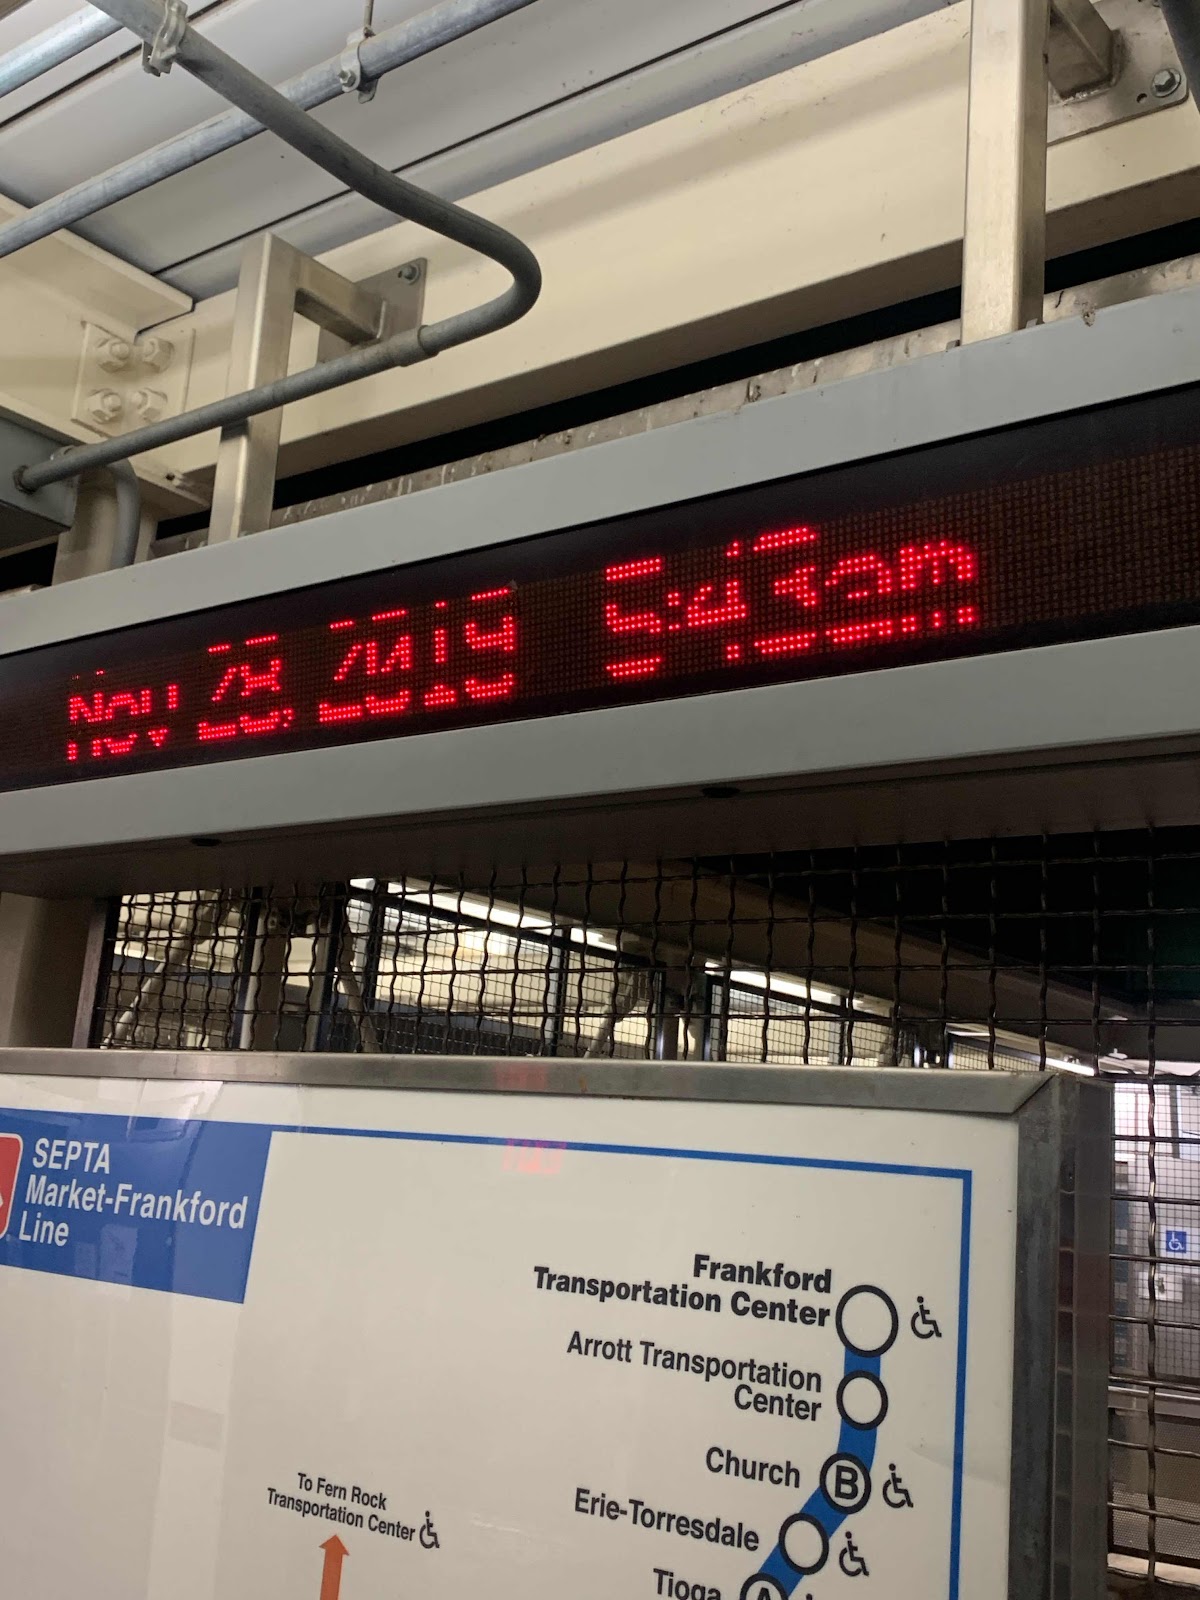 Nov 28, 2019 5:43am
SEPTA
Market-Frankford
Line
Frankford
Transportation Center
Arrott Transportation
Center
Church
B
Erie-Torresdale
Tioga
A
To Fern Rock
Transportation Center